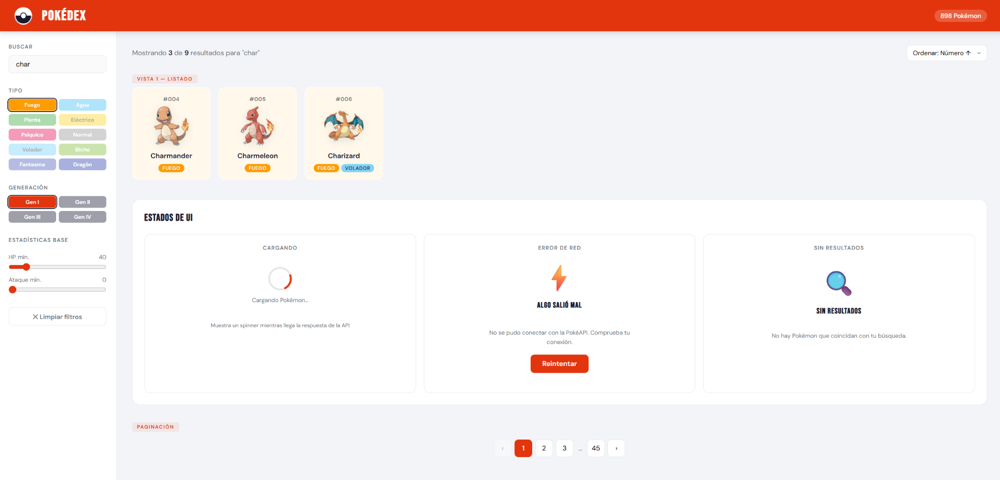 POKÉDEX
898 Pokémon
BUSCAR
char
TIPO
Fuego
Agua
Planta
Eléctrico
Psíquico
Normal
Volador
Bicho
Fantasma
Dragón
GENERACIÓN
Gen I
Gen II
Gen III
Gen IV
ESTADÍSTICAS BASE
HP mín.
40
Ataque mín.
0
✕ Limpiar filtros
Mostrando 3 de 9 resultados para "char"
Ordenar: Número ↑
VISTA 1 — LISTADO
#004
Charmander
FUEGO
#005
Charmeleon
FUEGO
#006
Charizard
FUEGO VOLADOR
ESTADOS DE UI
CARGANDO
Cargando Pokémon...
Muestra un spinner mientras llega la respuesta de la API
ERROR DE RED
ALGO SALIÓ MAL
No se pudo conectar con la PokéAPI. Comprueba tu
conexión.
Reintentar
SIN RESULTADOS
SIN RESULTADOS
No hay Pokémon que coincidan con tu búsqueda.
PAGINACIÓN
‹ 1 2 3 ... 45 ›